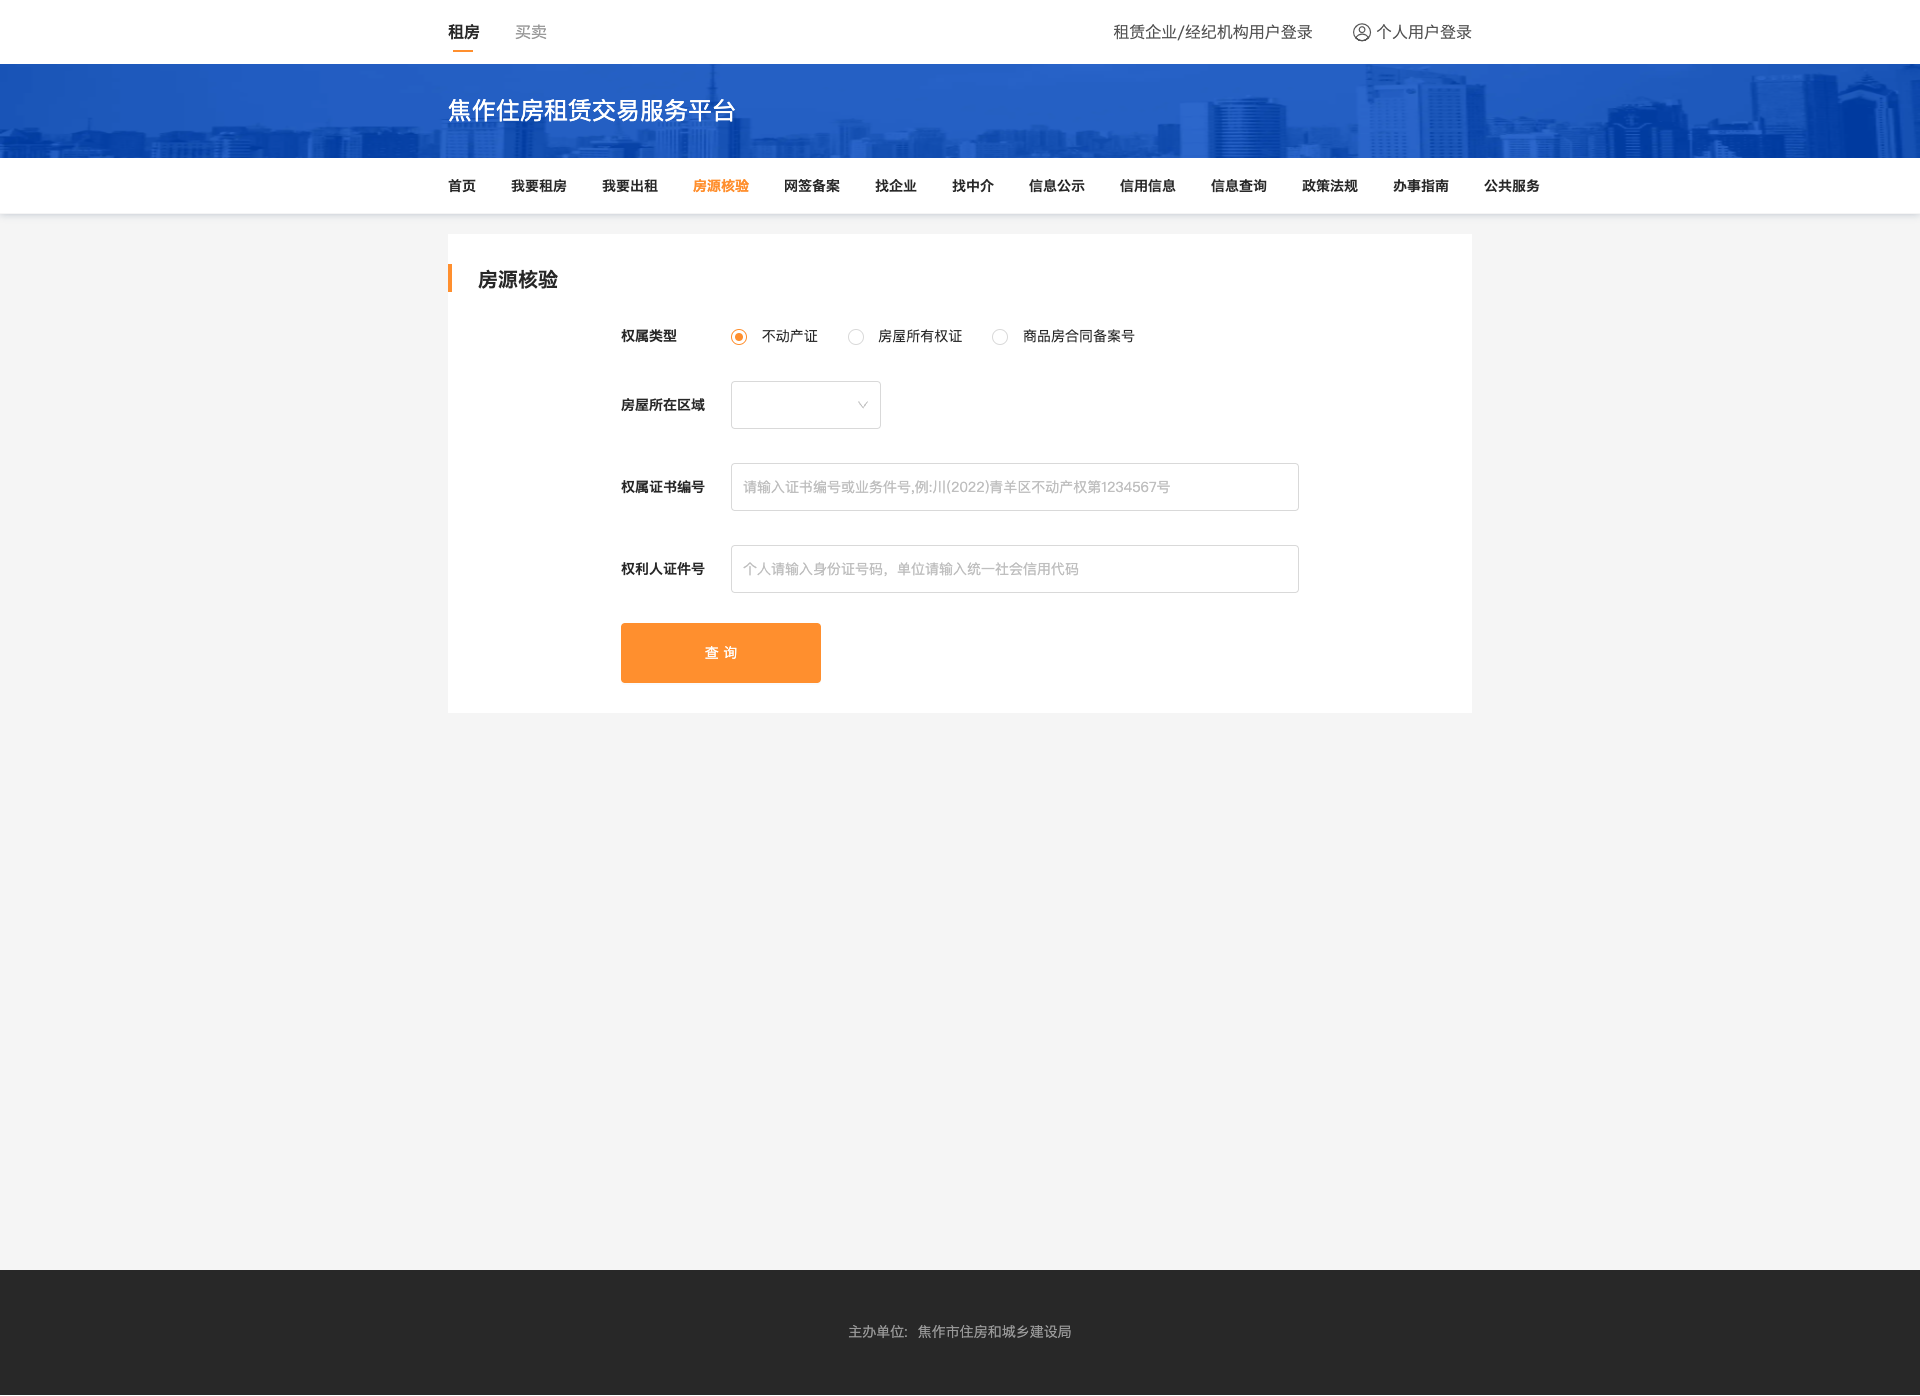 租房 买卖 租赁企业/经纪机构用户登录 个人用户登录
焦作住房租赁交易服务平台
首页 我要租房 我要出租 房源核验 网签备案 找企业 找中介 信息公示 信用信息 信息查询 政策法规 办事指南 公共服务
房源核验
权属类型 不动产证 房屋所有权证 商品房合同备案号
房屋所在区域
权属证书编号 请输入证书编号或业务件号,例:川(2022)青羊区不动产权第1234567号
权利人证件号 个人请输入身份证号码，单位请输入统一社会信用代码
查 询
主办单位：焦作市住房和城乡建设局